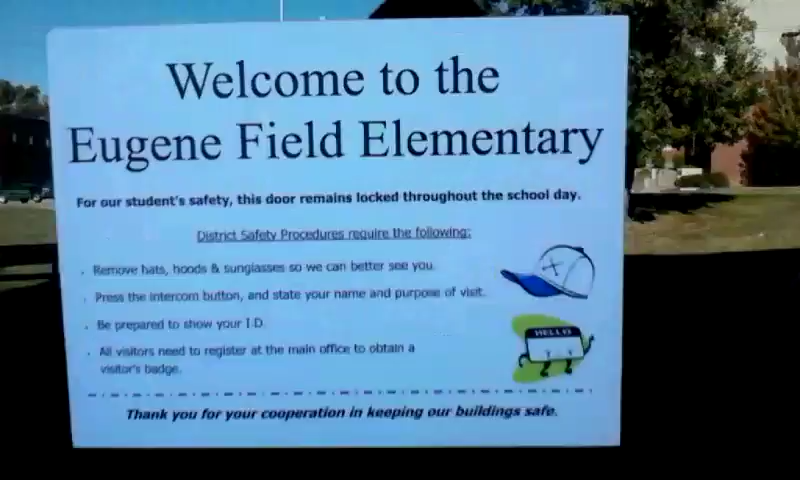 Welcome to the
Eugene Field Elementary
For our student's safety, this door remains locked throughout the school day.
District Safety Procedures require the following:
. Remove hats, hoods & sunglasses so we can better see you.
. Press the intercom button, and state your name and purpose of visit.
. Be prepared to show your I.D.
. All visitors need to register at the main office to obtain a
visitor's badge.
HELLO
Thank you for your cooperation in keeping our buildings safe.